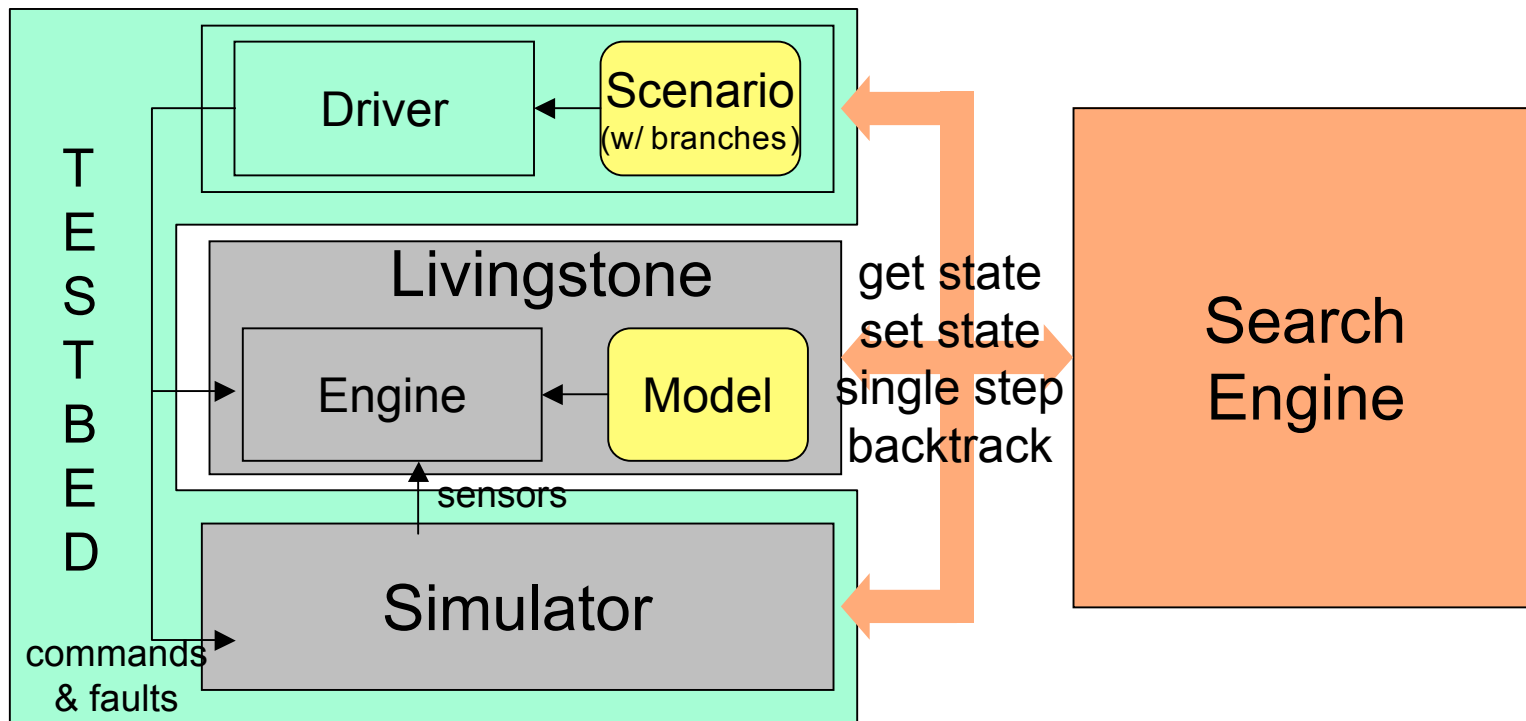 T
E
S
T
B
E
D
Driver
Scenario
(w/ branches)
Livingstone
Engine
Model
sensors
Simulator
commands
& faults
get state
set state
single step
backtrack
Search
Engine